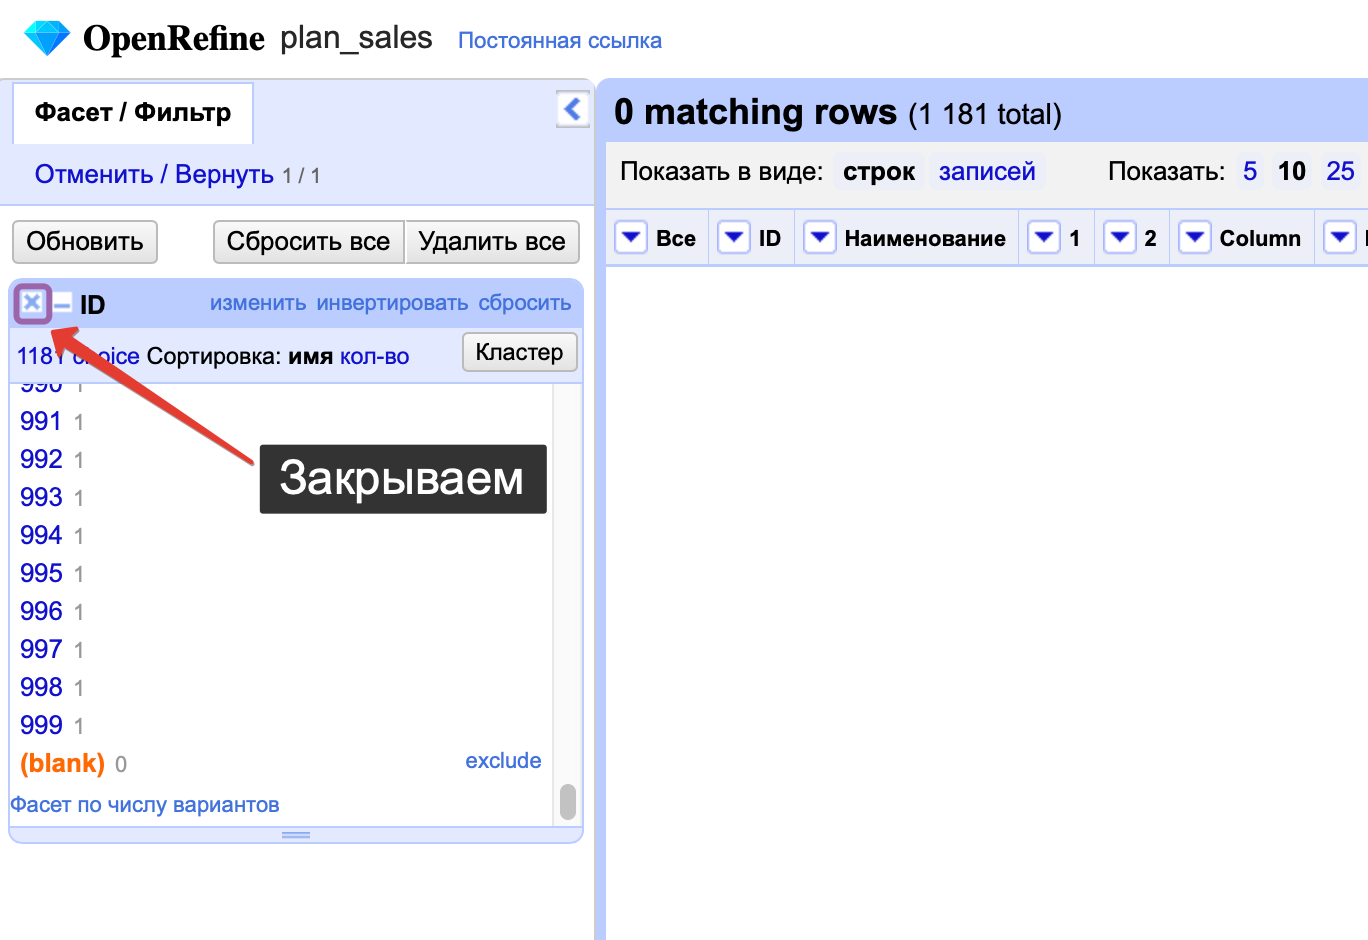 OpenRefine plan_sales Постоянная ссылка
Фасет / Фильтр
Отменить / Вернуть 1 / 1
Обновить Сбросить все Удалить все
ID изменить инвертировать сбросить
1181 choice Сортировка: имя кол-во Кластер
990 1
991 1
992 1
993 1
994 1
995 1
996 1
997 1
998 1
999 1
(blank) 0 exclude
Фасет по числу вариантов
Закрываем
0 matching rows (1 181 total)
Показать в виде: строк записей Показать: 5 10 25
Все ID Наименование 1 2 Column